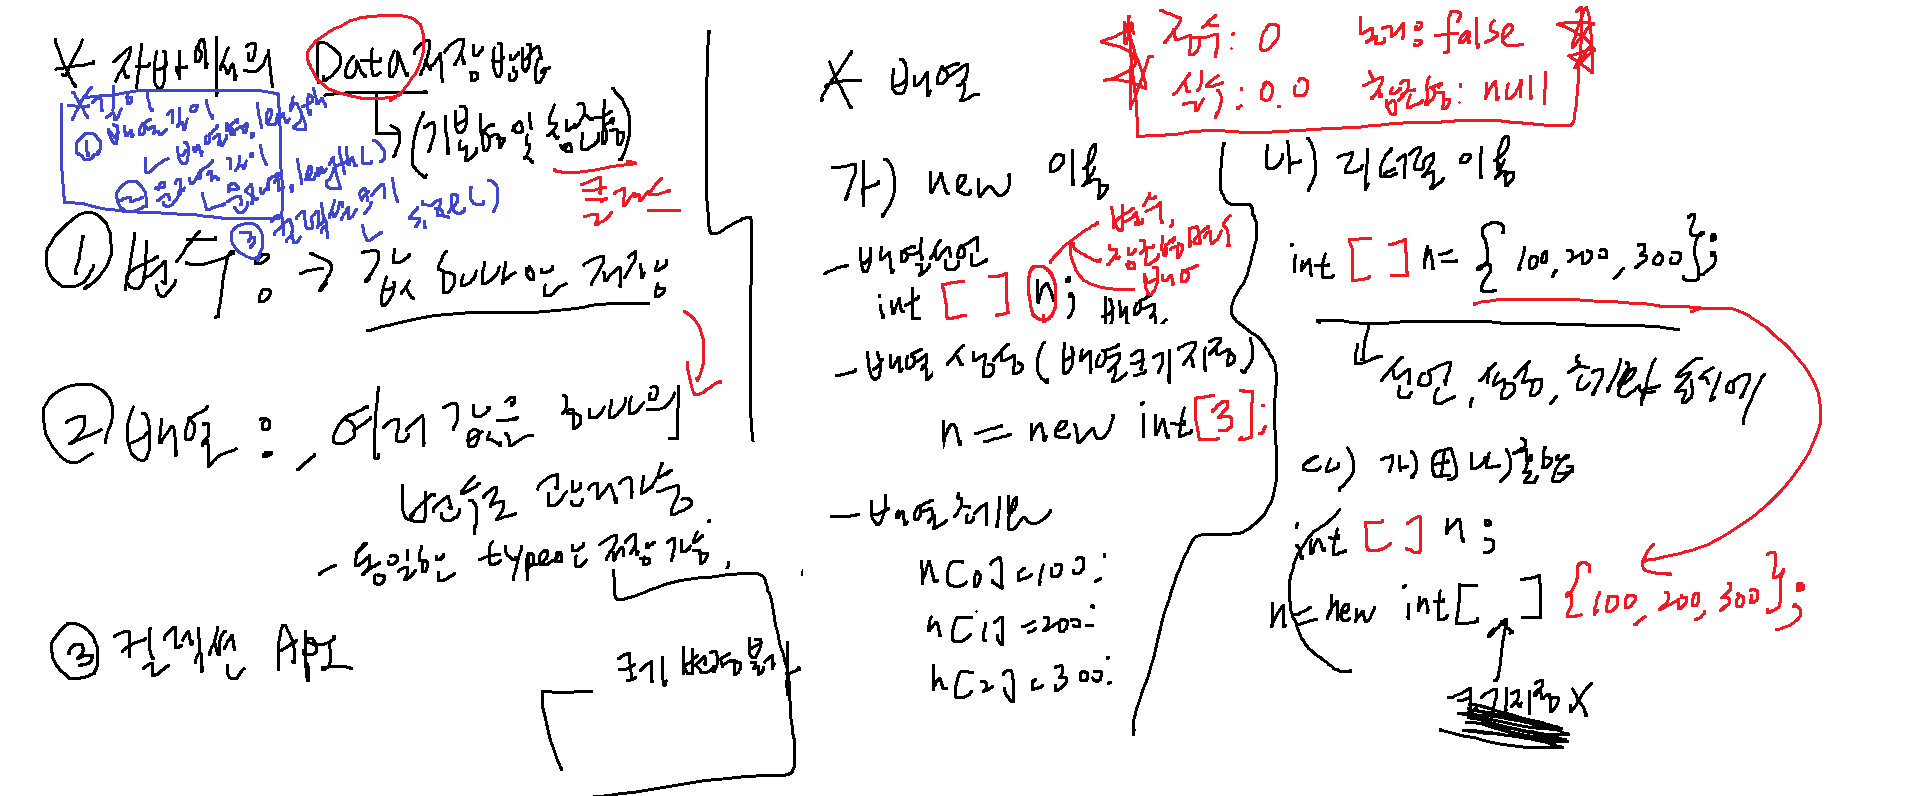 * 자바에서의 Data 저장방법
→ (기본형 및 참조형)
클래스
* 길이
① 배열길이
ㄴ 배열명.length
② 문자열 길이
ㄴ 문자열.length()
③ 컬렉션 크기
ㄴ size()
① 변수 : → 값 하나만 저장
② 배열 : , 여러 값을 하나의
변수로 관리가능
- 동일한 type만 저장 가능.
크기 변경 불가
③ 컬렉션 API
정수: 0 논리: false
실수: 0.0 참조형: null
* 배열
가) new 이용
- 배열선언
int [ ] n;
변수,
참조형 변수
배열.
- 배열 생성 (배열크기지정)
n = new int[3];
- 배열 초기화
n[0]=100;
n[1]=200;
n[2]=300;
나) 리터럴 이용
int [ ] n = { 100, 200, 300};
선언, 생성, 초기화 동시에
다) 가) + 나) 혼합
int [ ] n ;
n = new int[ ] {100, 200, 300};
크기지정 X